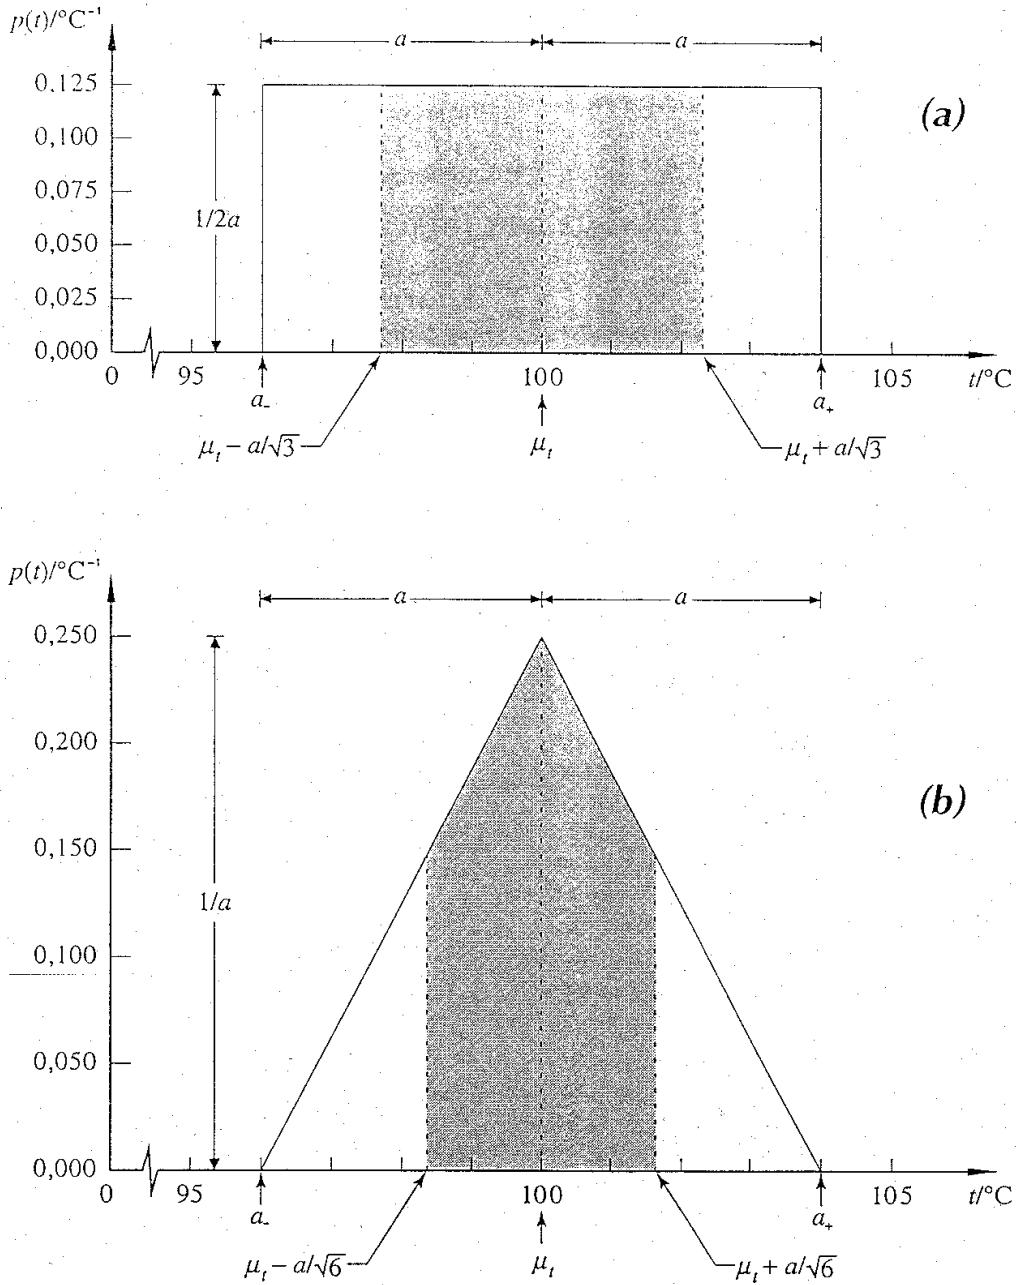 p(t)/°C⁻¹
a a
0,125
(a)
0,100
0,075
1/2a
0,050
0,025
0,000
0 95 100 105 t/°C
a₋ a₊
μₜ − a/√3 μₜ μₜ + a/√3
p(t)/°C⁻¹
a a
0,250
0,200
(b)
0,150
1/a
0,100
0,050
0,000
0 95 100 105 t/°C
a₋ a₊
μₜ − a/√6 μₜ μₜ + a/√6